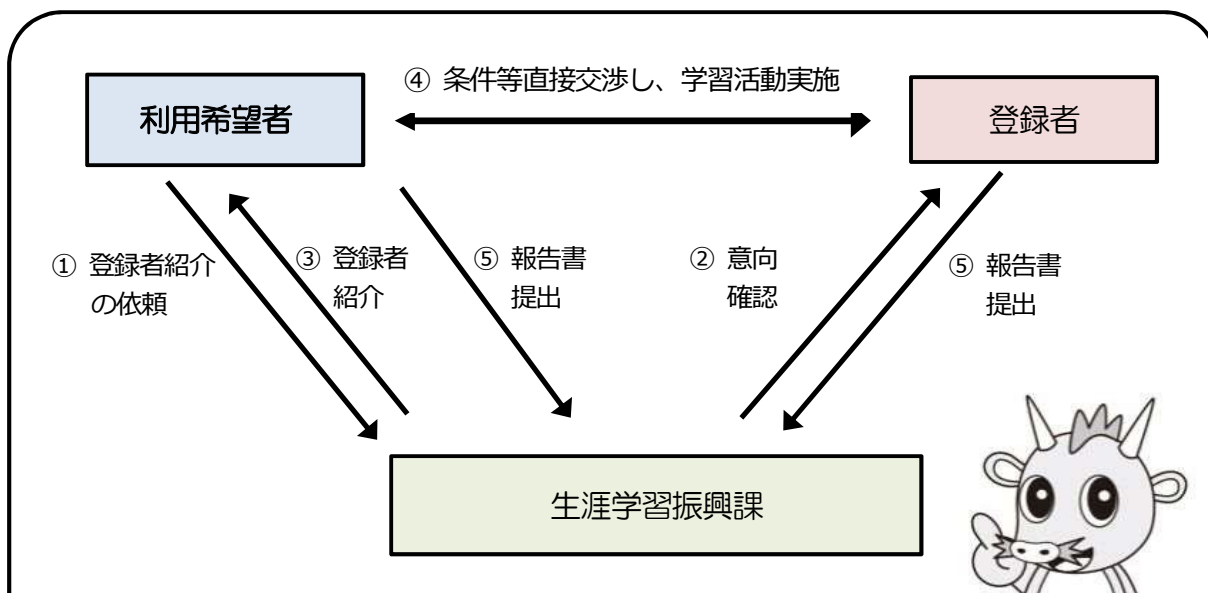 ④ 条件等直接交渉し、学習活動実施
利用希望者
登録者
① 登録者紹介
の依頼
③ 登録者
紹介
⑤ 報告書
提出
② 意向
確認
⑤ 報告書
提出
生涯学習振興課